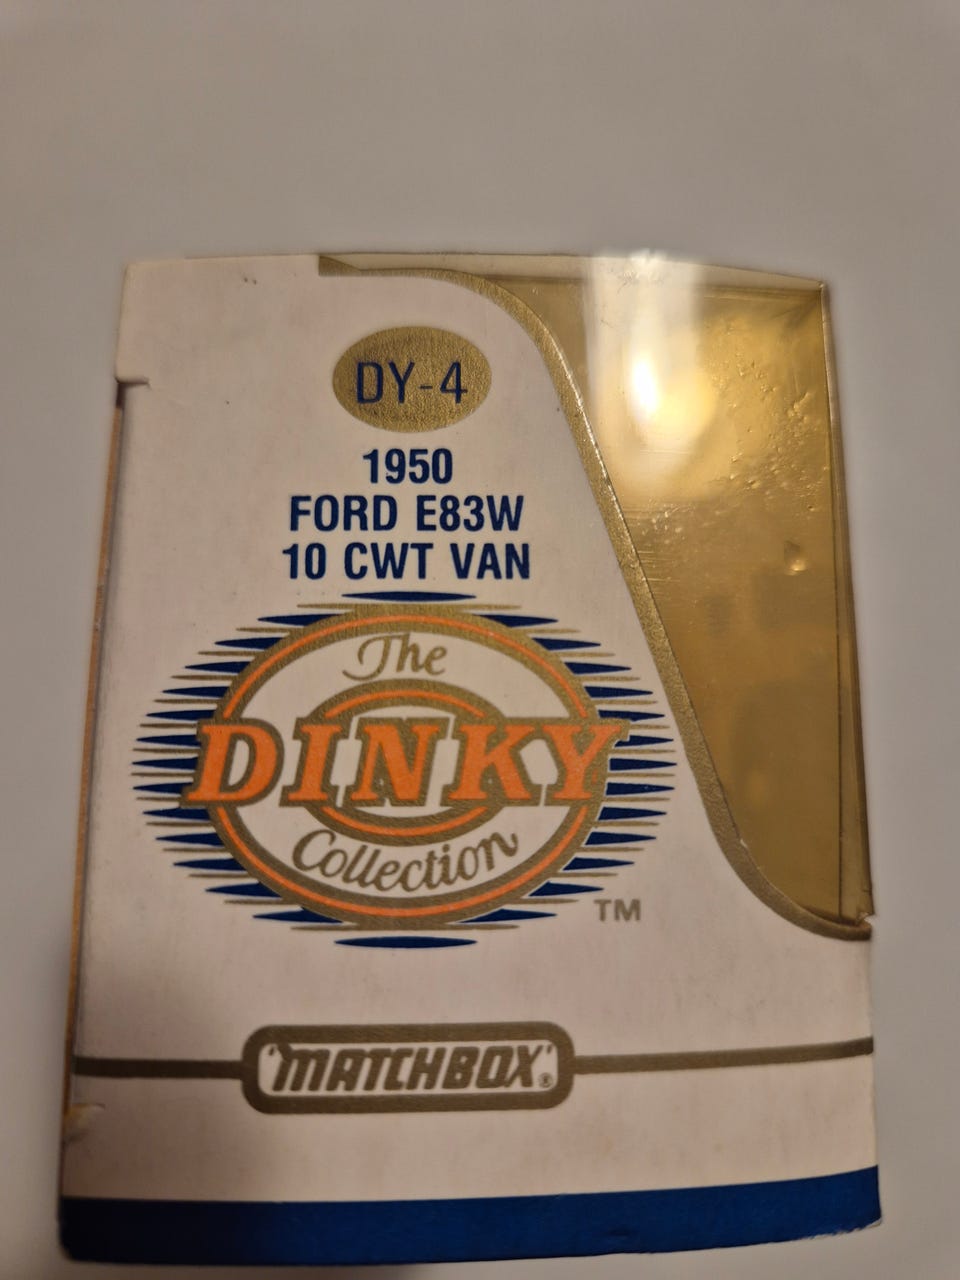 DY-4
1950
FORD E83W
10 CWT VAN
The
DINKY
Collection
TM
'MATCHBOX'®